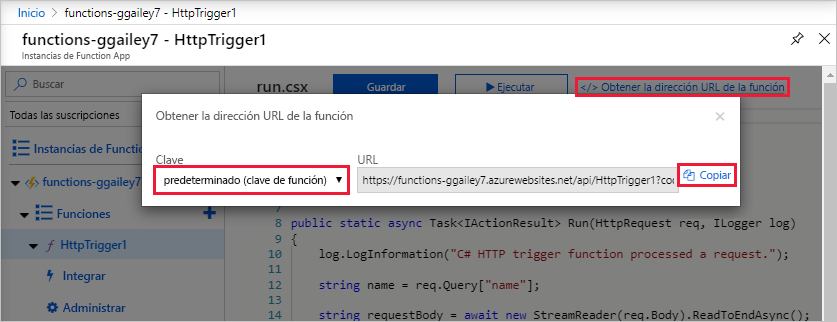 Inicio > functions-ggailey7 - HttpTrigger1
functions-ggailey7 - HttpTrigger1
Instancias de Function App
Buscar
Todas las suscripciones
Instancias de Function
functions-ggailey7
Funciones
f HttpTrigger1
Integrar
Administrar
run.csx
Guardar
Ejecutar
</> Obtener la dirección URL de la función
Obtener la dirección URL de la función
Clave
predeterminado (clave de función)
URL
https://functions-ggailey7.azurewebsites.net/api/HttpTrigger1?cod
Copiar
8 public static async Task<IActionResult> Run(HttpRequest req, ILogger log)
9 {
10 log.LogInformation("C# HTTP trigger function processed a request.");
11
12 string name = req.Query["name"];
13
14 string requestBody = await new StreamReader(req.Body).ReadToEndAsync();